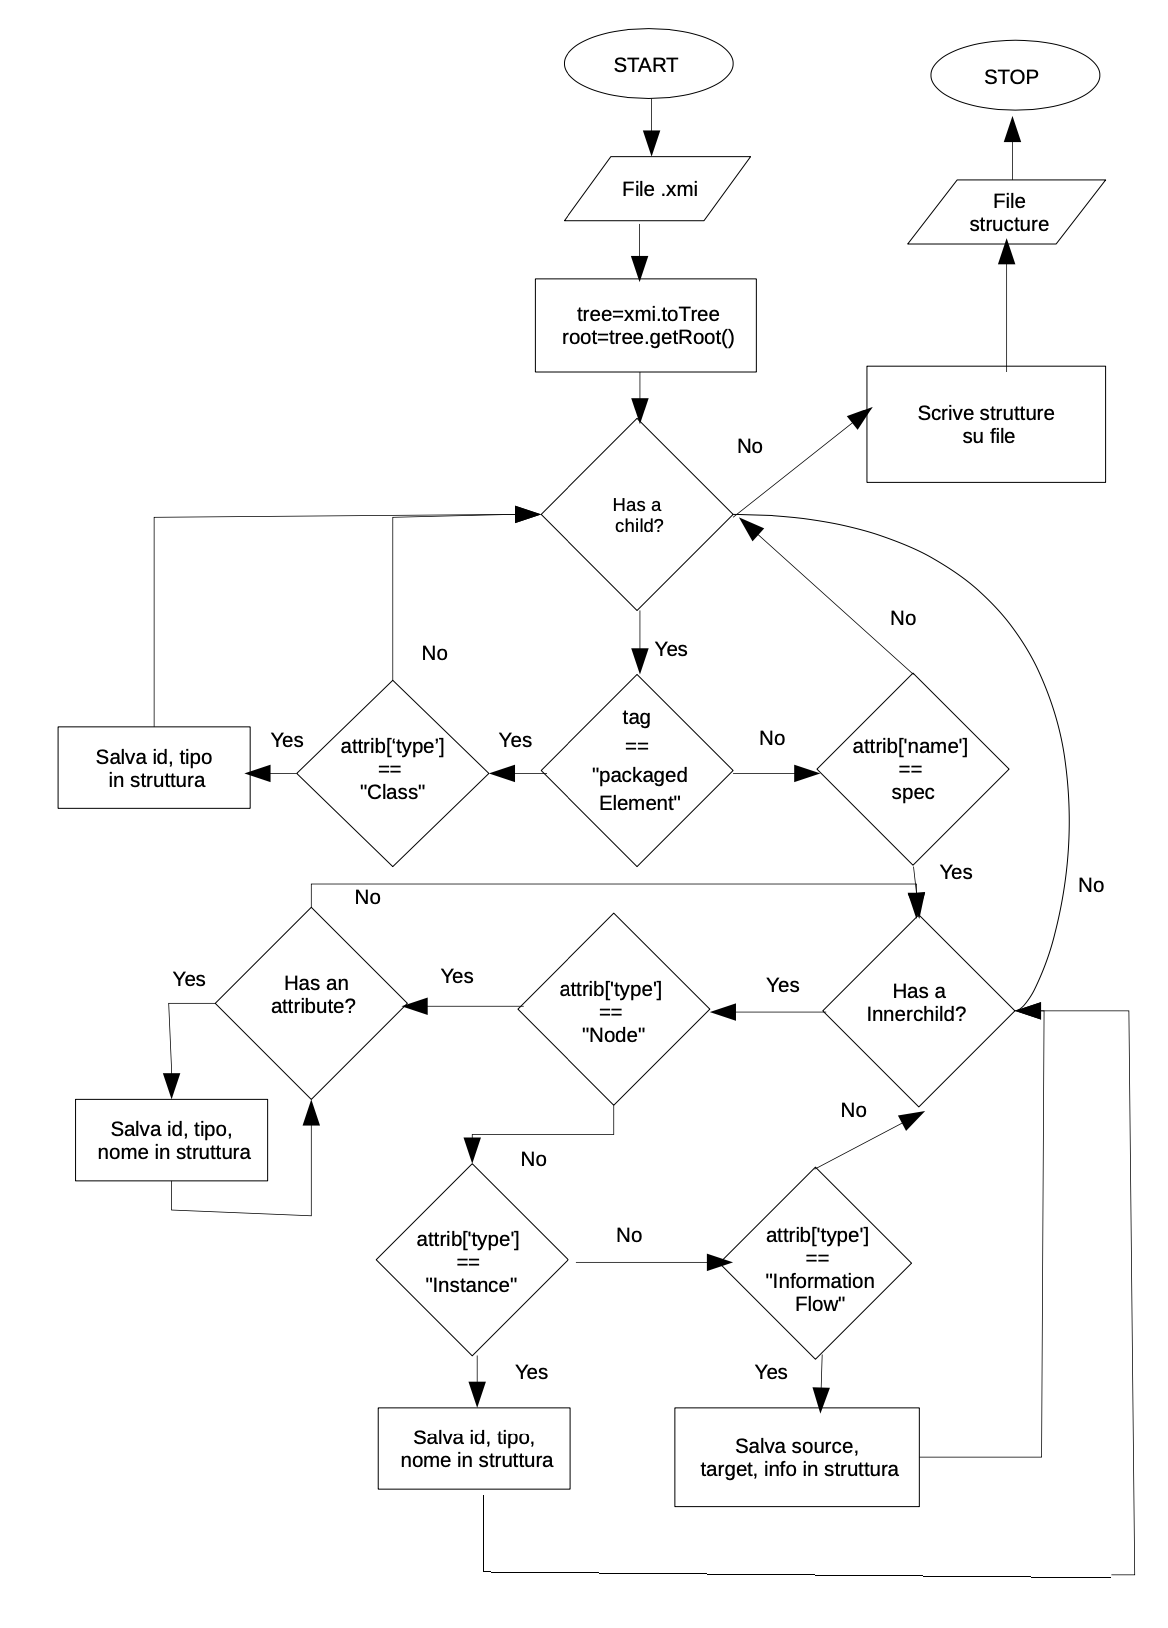 START
STOP
File .xmi
File
structure
tree=xmi.toTree
root=tree.getRoot()
Scrive strutture
su file
No
Has a
child?
No
No
Yes
tag
==
"packaged
Element"
Yes
attrib[‘type’]
==
"Class"
Yes
Salva id, tipo
in struttura
No
attrib['name']
==
spec
Yes
No
No
Has an
attribute?
Yes
Yes
attrib['type']
==
"Node"
Yes
Has a
Innerchild?
Salva id, tipo,
nome in struttura
No
No
attrib['type']
==
"Instance"
No
attrib['type']
==
"Information
Flow"
Yes
Yes
Salva id, tipo,
nome in struttura
Salva source,
target, info in struttura